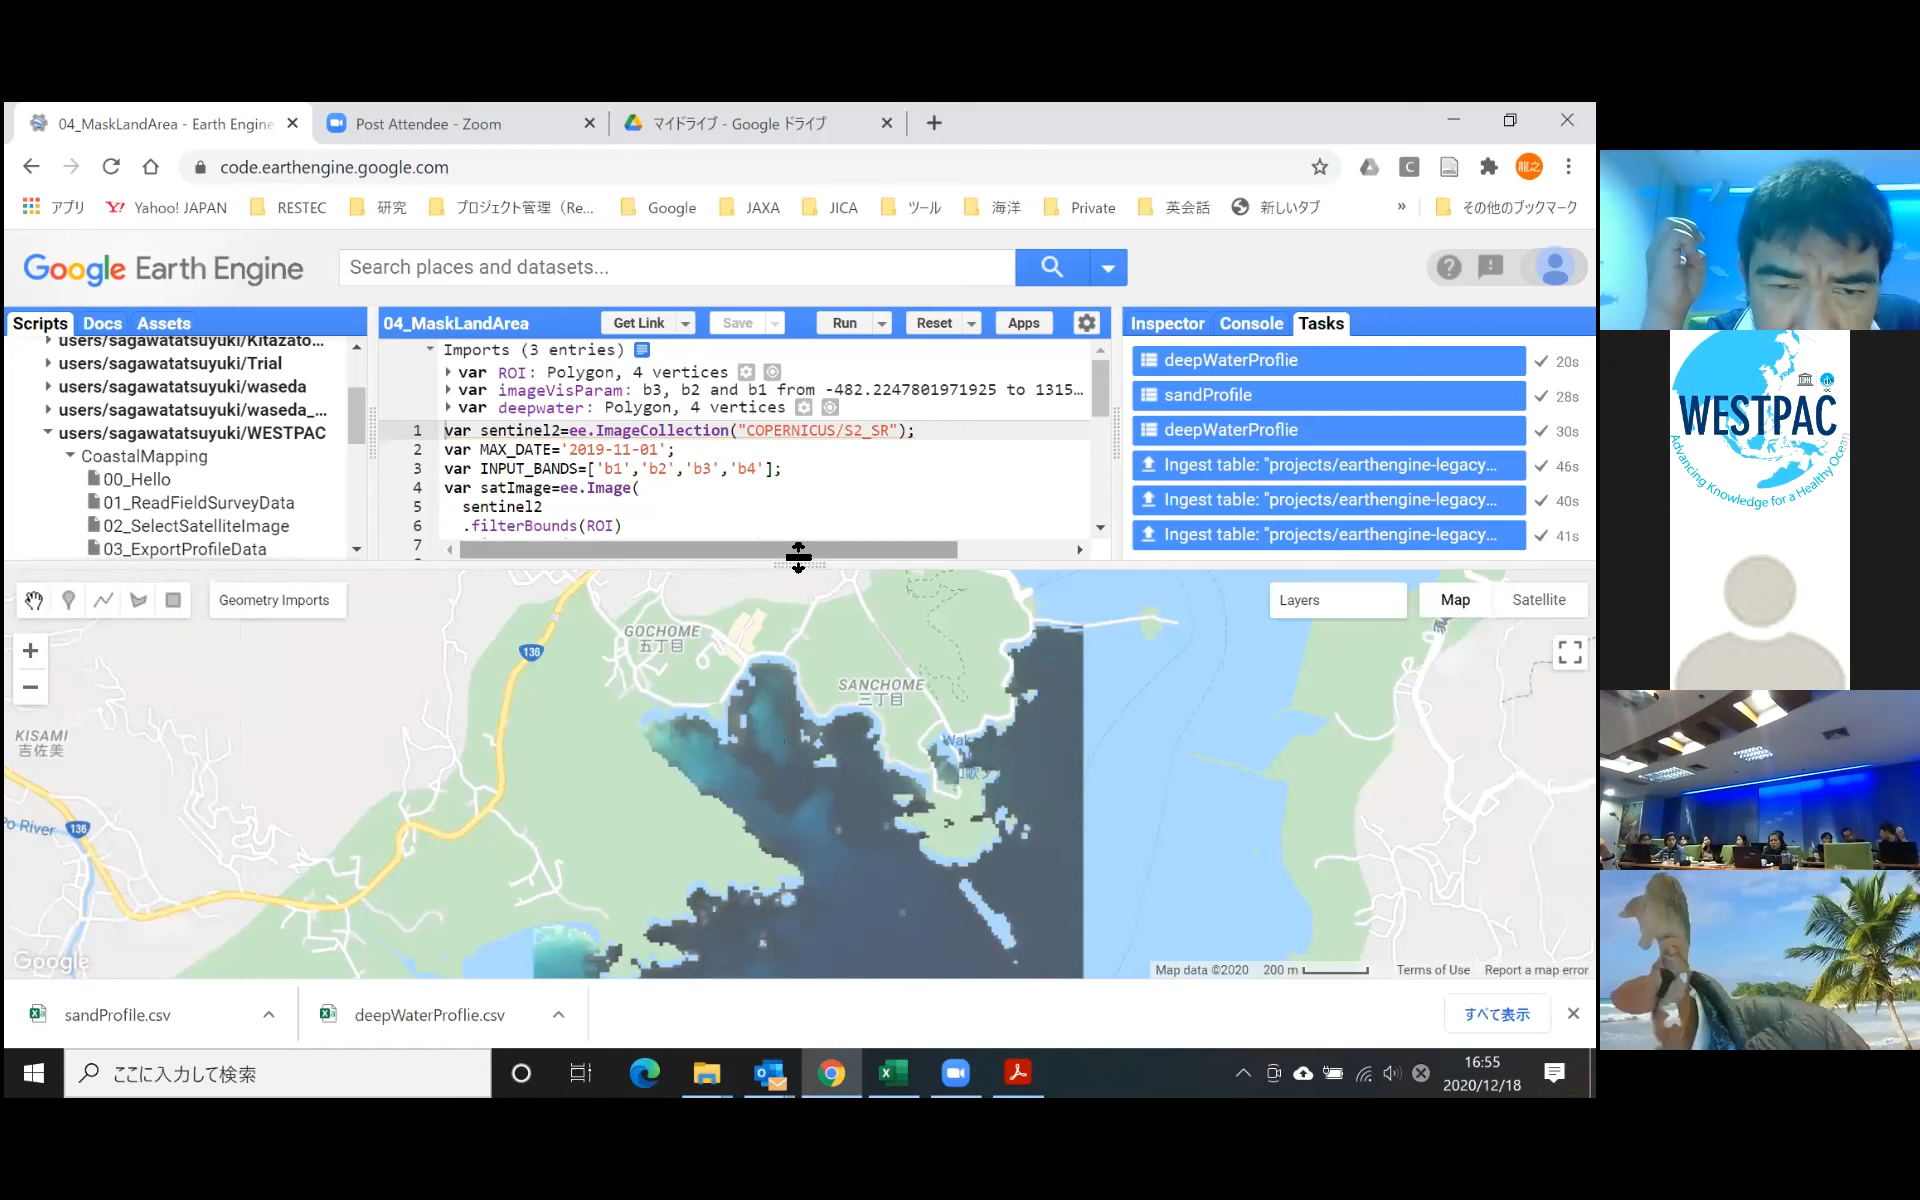 04_MaskLandArea - Earth Engine
Post Attendee - Zoom
マイドライブ - Google ドライブ
code.earthengine.google.com
龍之
アプリ
Yahoo! JAPAN
RESTEC
研究
プロジェクト管理（Re...
Google
JAXA
JICA
ツール
海洋
Private
英会話
新しいタブ
»
その他のブックマーク
Google Earth Engine
Search places and datasets...
Scripts Docs Assets
04_MaskLandArea
Get Link
Save
Run
Reset
Apps
Inspector Console Tasks
users/sagawatatsuyuki/Kitazato...
users/sagawatatsuyuki/Trial
users/sagawatatsuyuki/waseda
users/sagawatatsuyuki/waseda_...
users/sagawatatsuyuki/WESTPAC
CoastalMapping
00_Hello
01_ReadFieldSurveyData
02_SelectSatelliteImage
03_ExportProfileData
Imports (3 entries)
var ROI: Polygon, 4 vertices
var imageVisParam: b3, b2 and b1 from -482.2247801971925 to 1315...
var deepwater: Polygon, 4 vertices
1 var sentinel2=ee.ImageCollection("COPERNICUS/S2_SR");
2 var MAX_DATE='2019-11-01';
3 var INPUT_BANDS=['b1','b2','b3','b4'];
4 var satImage=ee.Image(
5 sentinel2
6 .filterBounds(ROI)
7
deepWaterProflie 20s
sandProfile 28s
deepWaterProflie 30s
Ingest table: "projects/earthengine-legacy... 46s
Ingest table: "projects/earthengine-legacy... 40s
Ingest table: "projects/earthengine-legacy... 41s
Geometry Imports
Layers
Map
Satellite
136
GOCHOME
五丁目
SANCHOME
三丁目
KISAMI
吉佐美
136
Google
Map data ©2020
200 m
Terms of Use
Report a map error
sandProfile.csv
deepWaterProflie.csv
すべて表示
ここに入力して検索
16:55
2020/12/18
WESTPAC
Advancing Knowledge for a Healthy Ocean